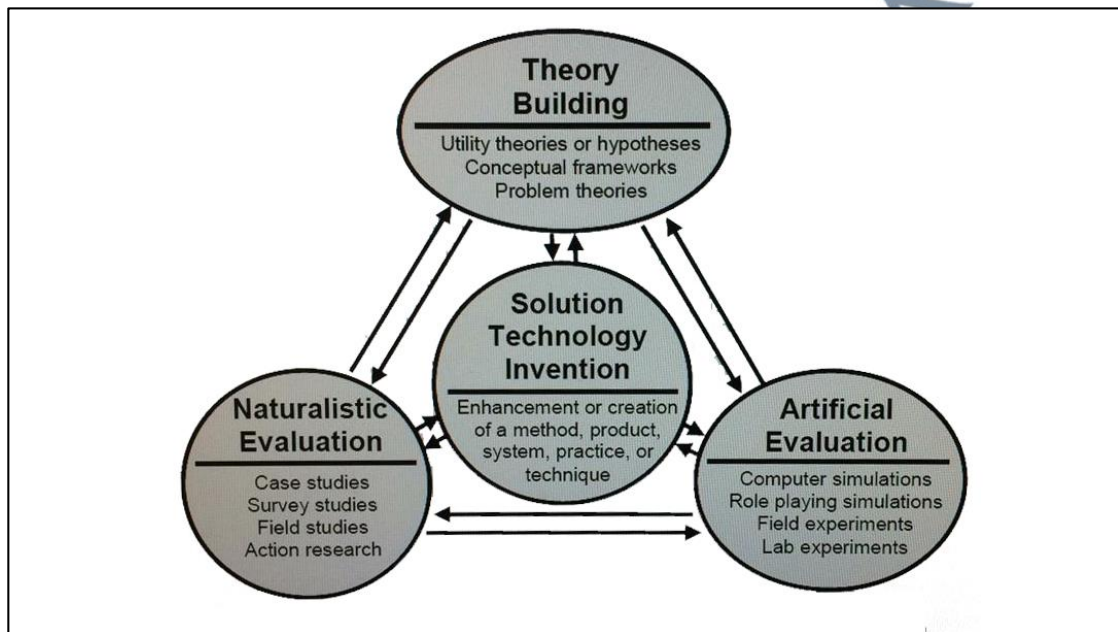 Theory
Building
Utility theories or hypotheses
Conceptual frameworks
Problem theories
Solution
Technology
Invention
Enhancement or creation
of a method, product,
system, practice, or
technique
Naturalistic
Evaluation
Case studies
Survey studies
Field studies
Action research
Artificial
Evaluation
Computer simulations
Role playing simulations
Field experiments
Lab experiments